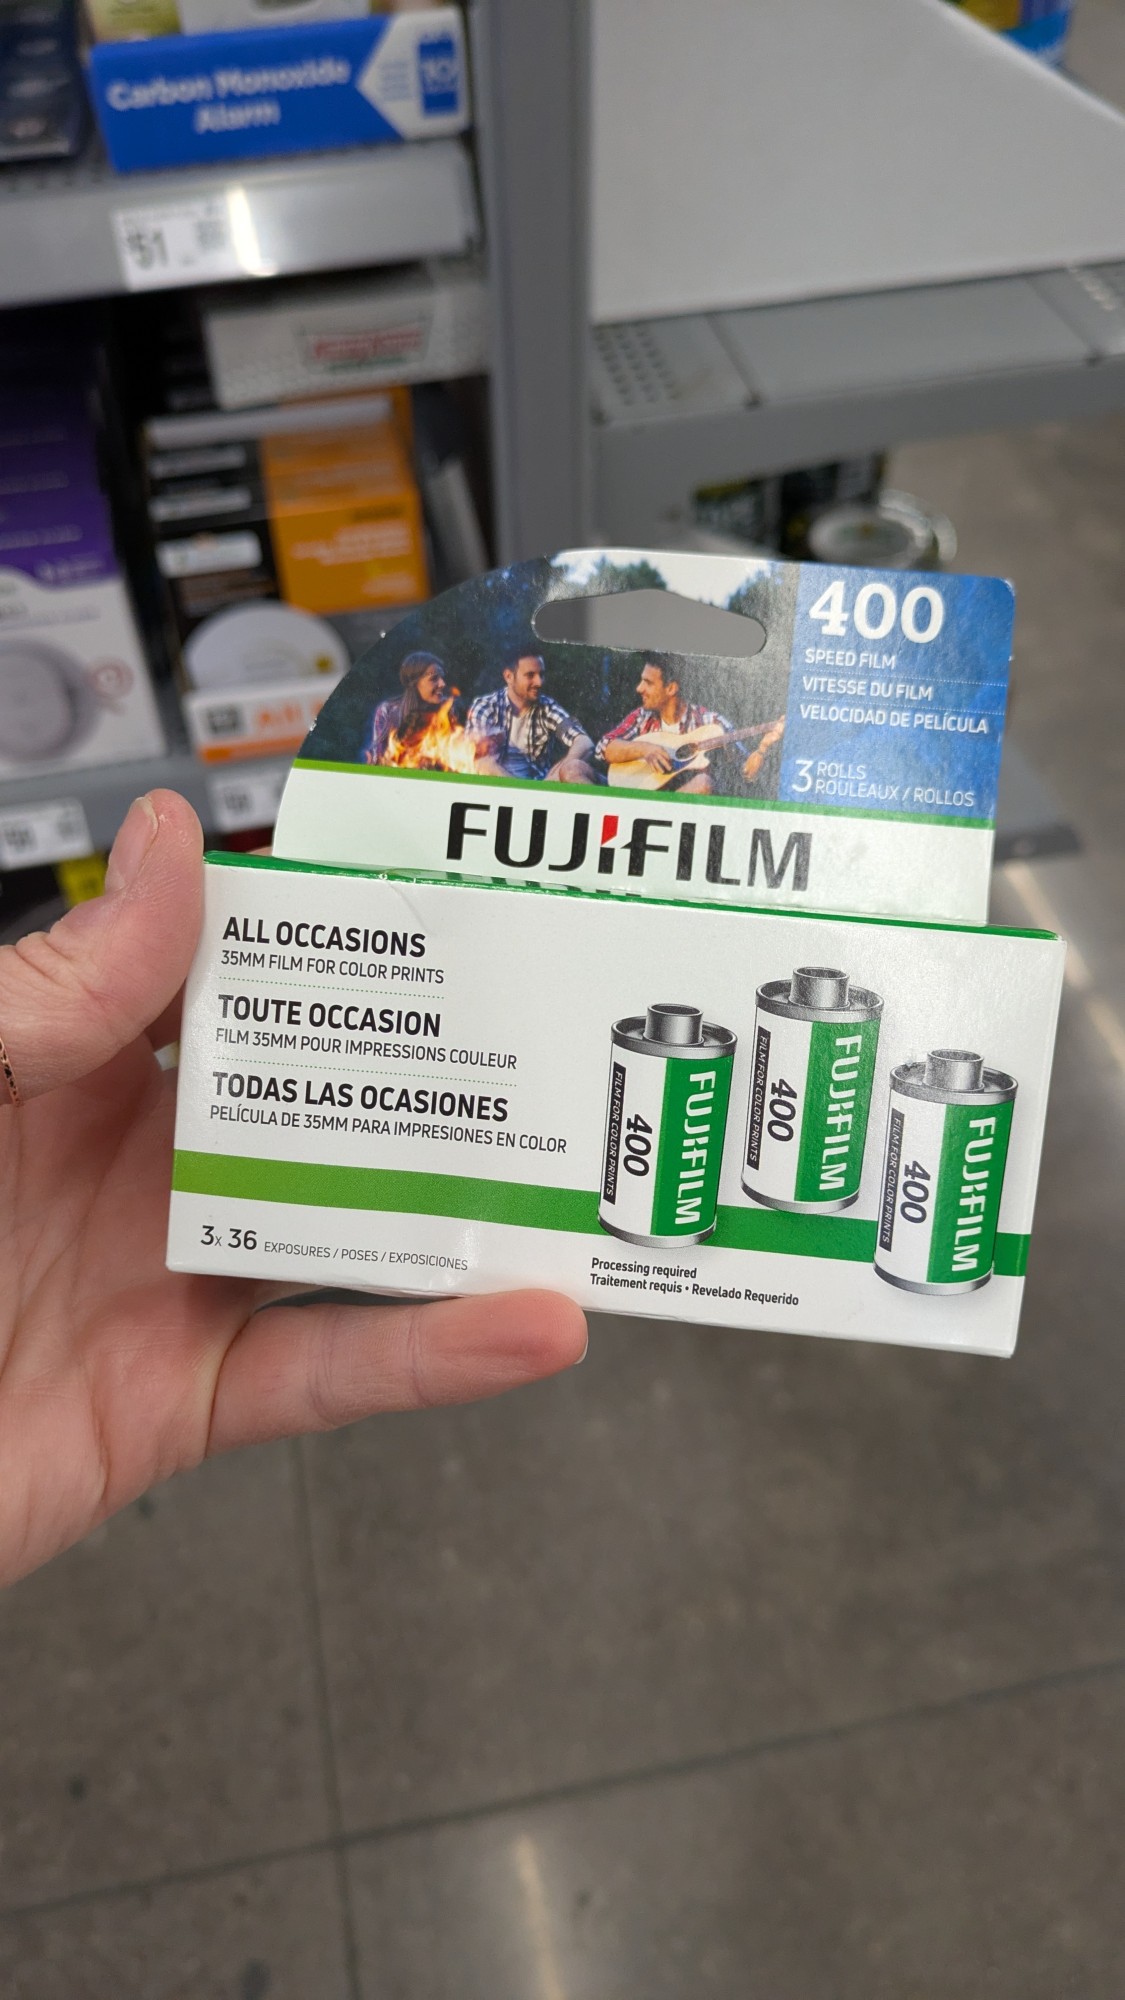 Carbon Monoxide
Alarm
10
51
400
SPEED FILM
VITESSE DU FILM
VELOCIDAD DE PELÍCULA
3 ROLLS
ROULEAUX / ROLLOS
FUJIFILM
ALL OCCASIONS
35MM FILM FOR COLOR PRINTS
TOUTE OCCASION
FILM 35MM POUR IMPRESSIONS COULEUR
TODAS LAS OCASIONES
PELÍCULA DE 35MM PARA IMPRESIONES EN COLOR
3x 36 EXPOSURES / POSES / EXPOSICIONES
Processing required
Traitement requis • Revelado Requerido
FILM FOR COLOR PRINTS
400
FUJIFILM
FILM FOR COLOR PRINTS
400
FUJIFILM
FILM FOR COLOR PRINTS
400
FUJIFILM